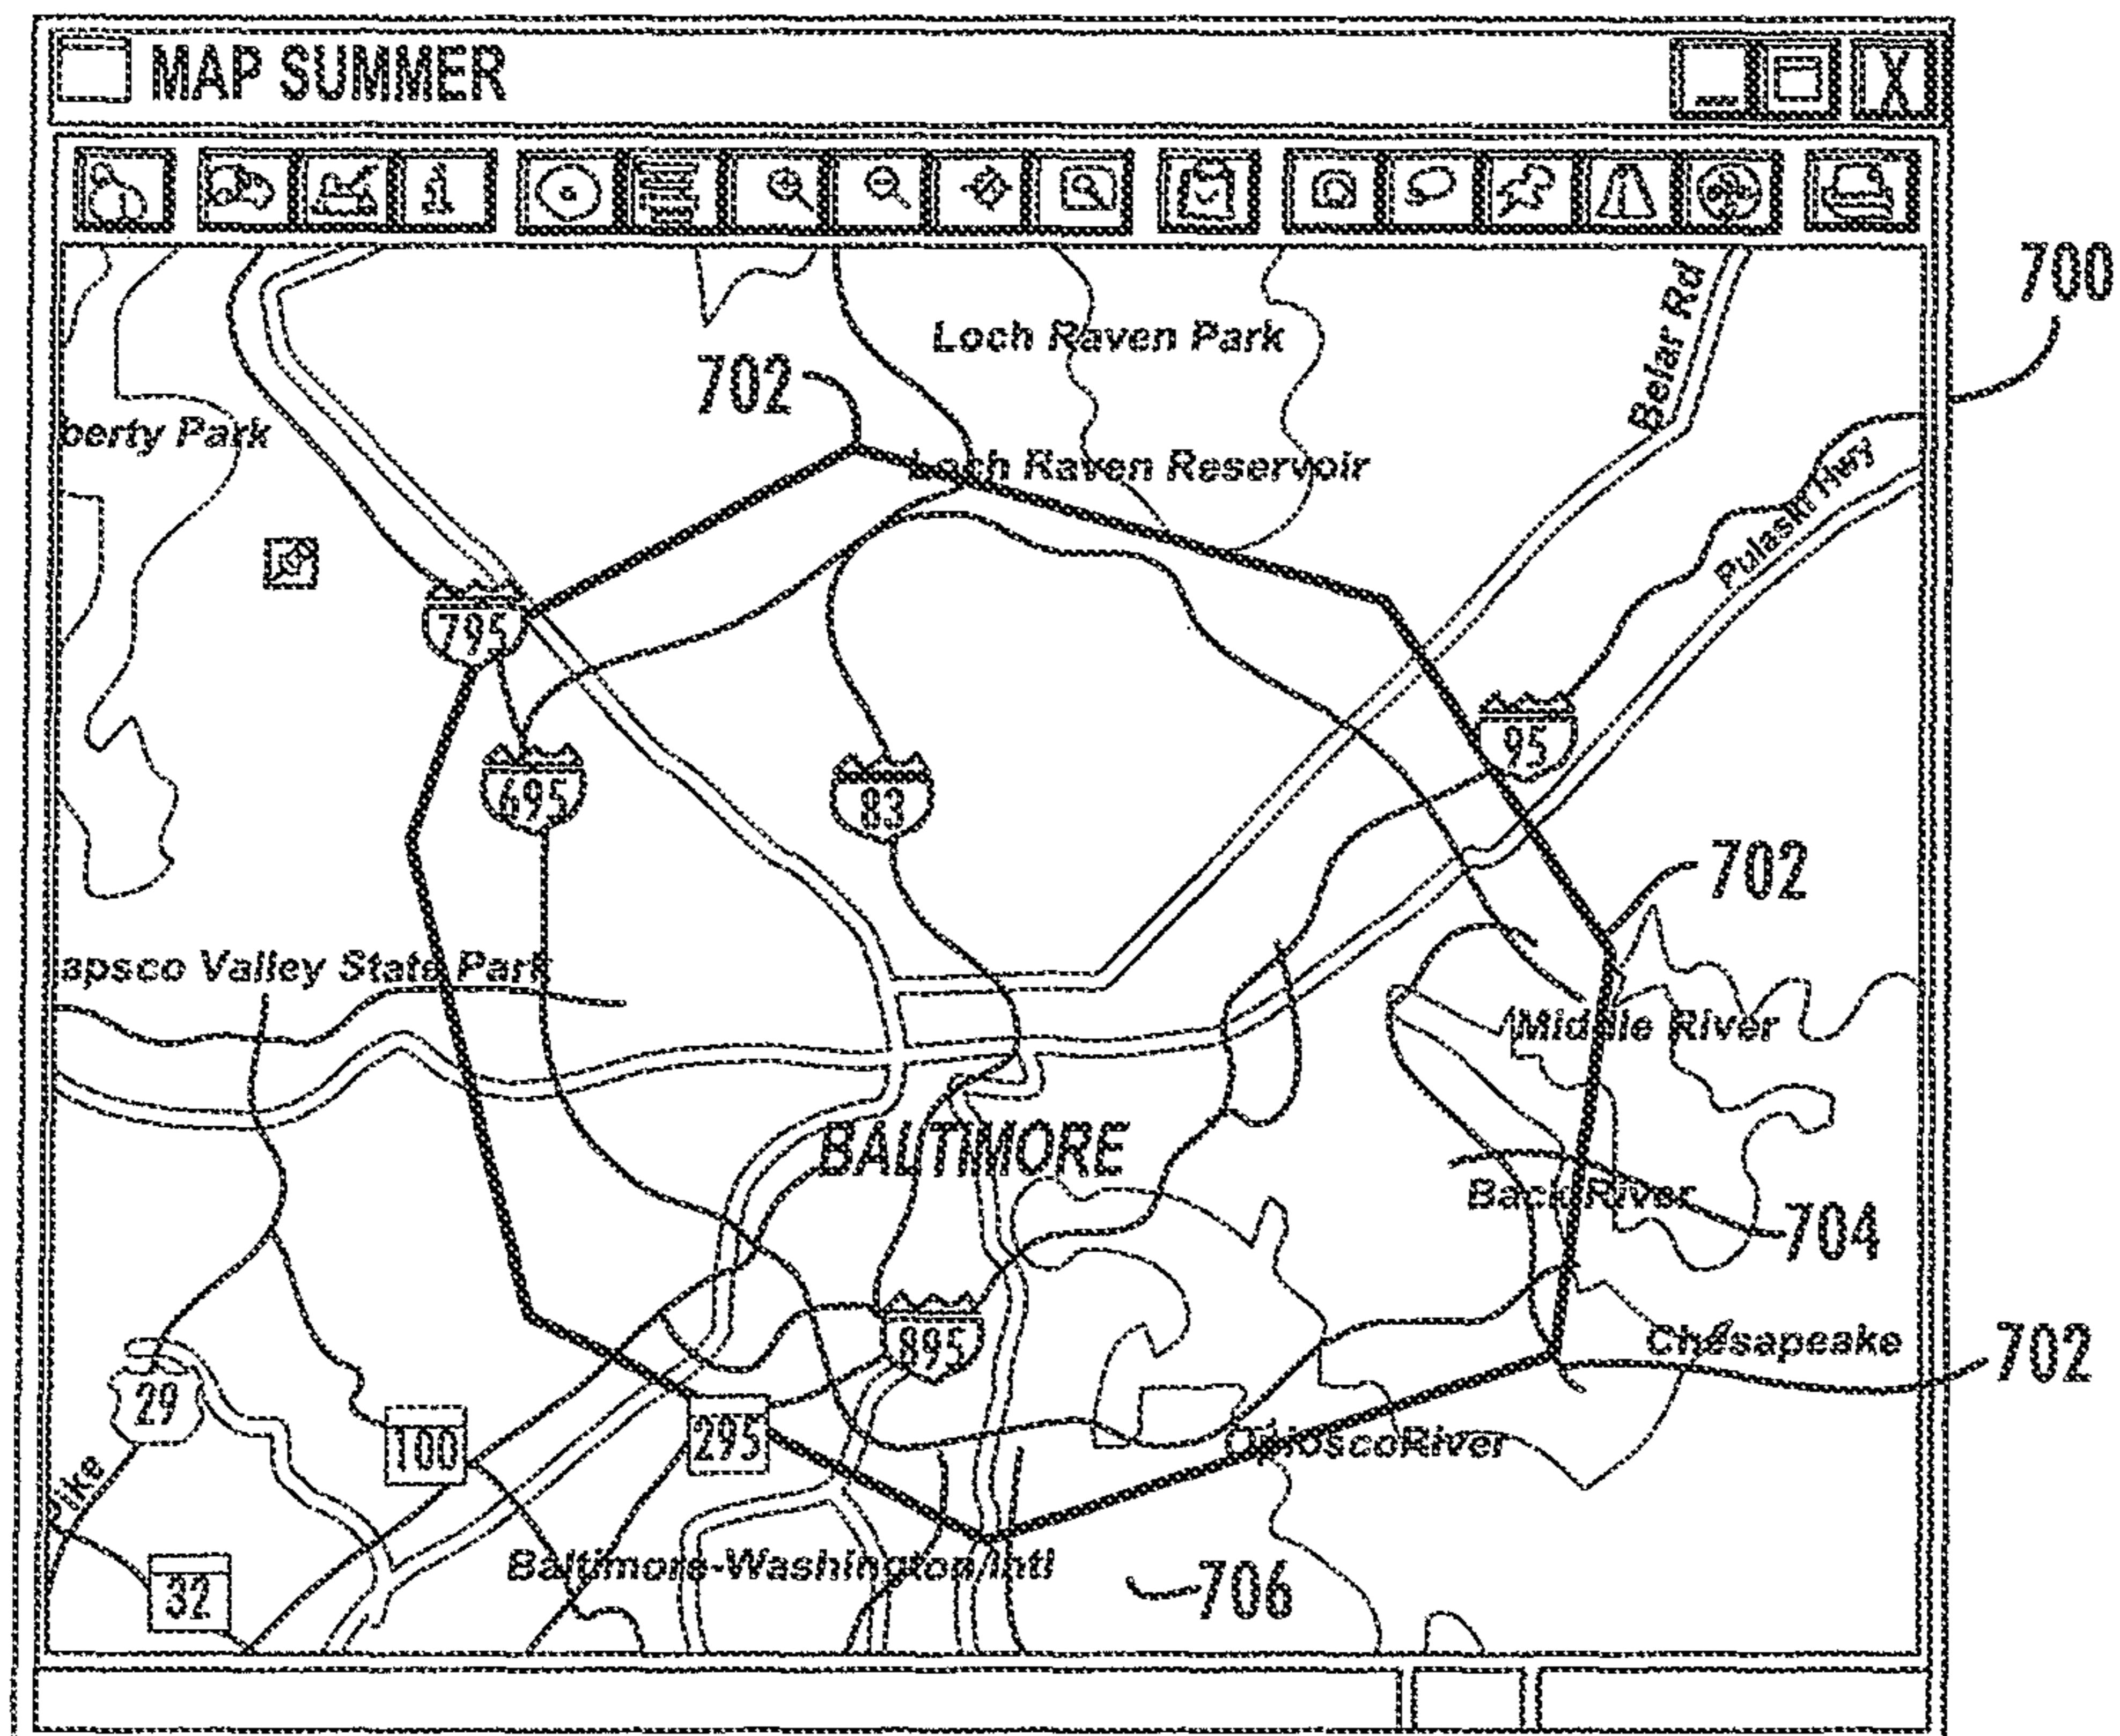 MAP SUMMER
X
700
Loch Raven Park
Belar Rd
702
berty Park
Loch Raven Reservoir
Pulaski Hwy
795
95
695
83
702
apsco Valley State Park
Middle River
BALTIMORE
Back River
704
895
Chesapeake
702
29
100
295
River
Pike
Baltimore-Washington Intl
32
706